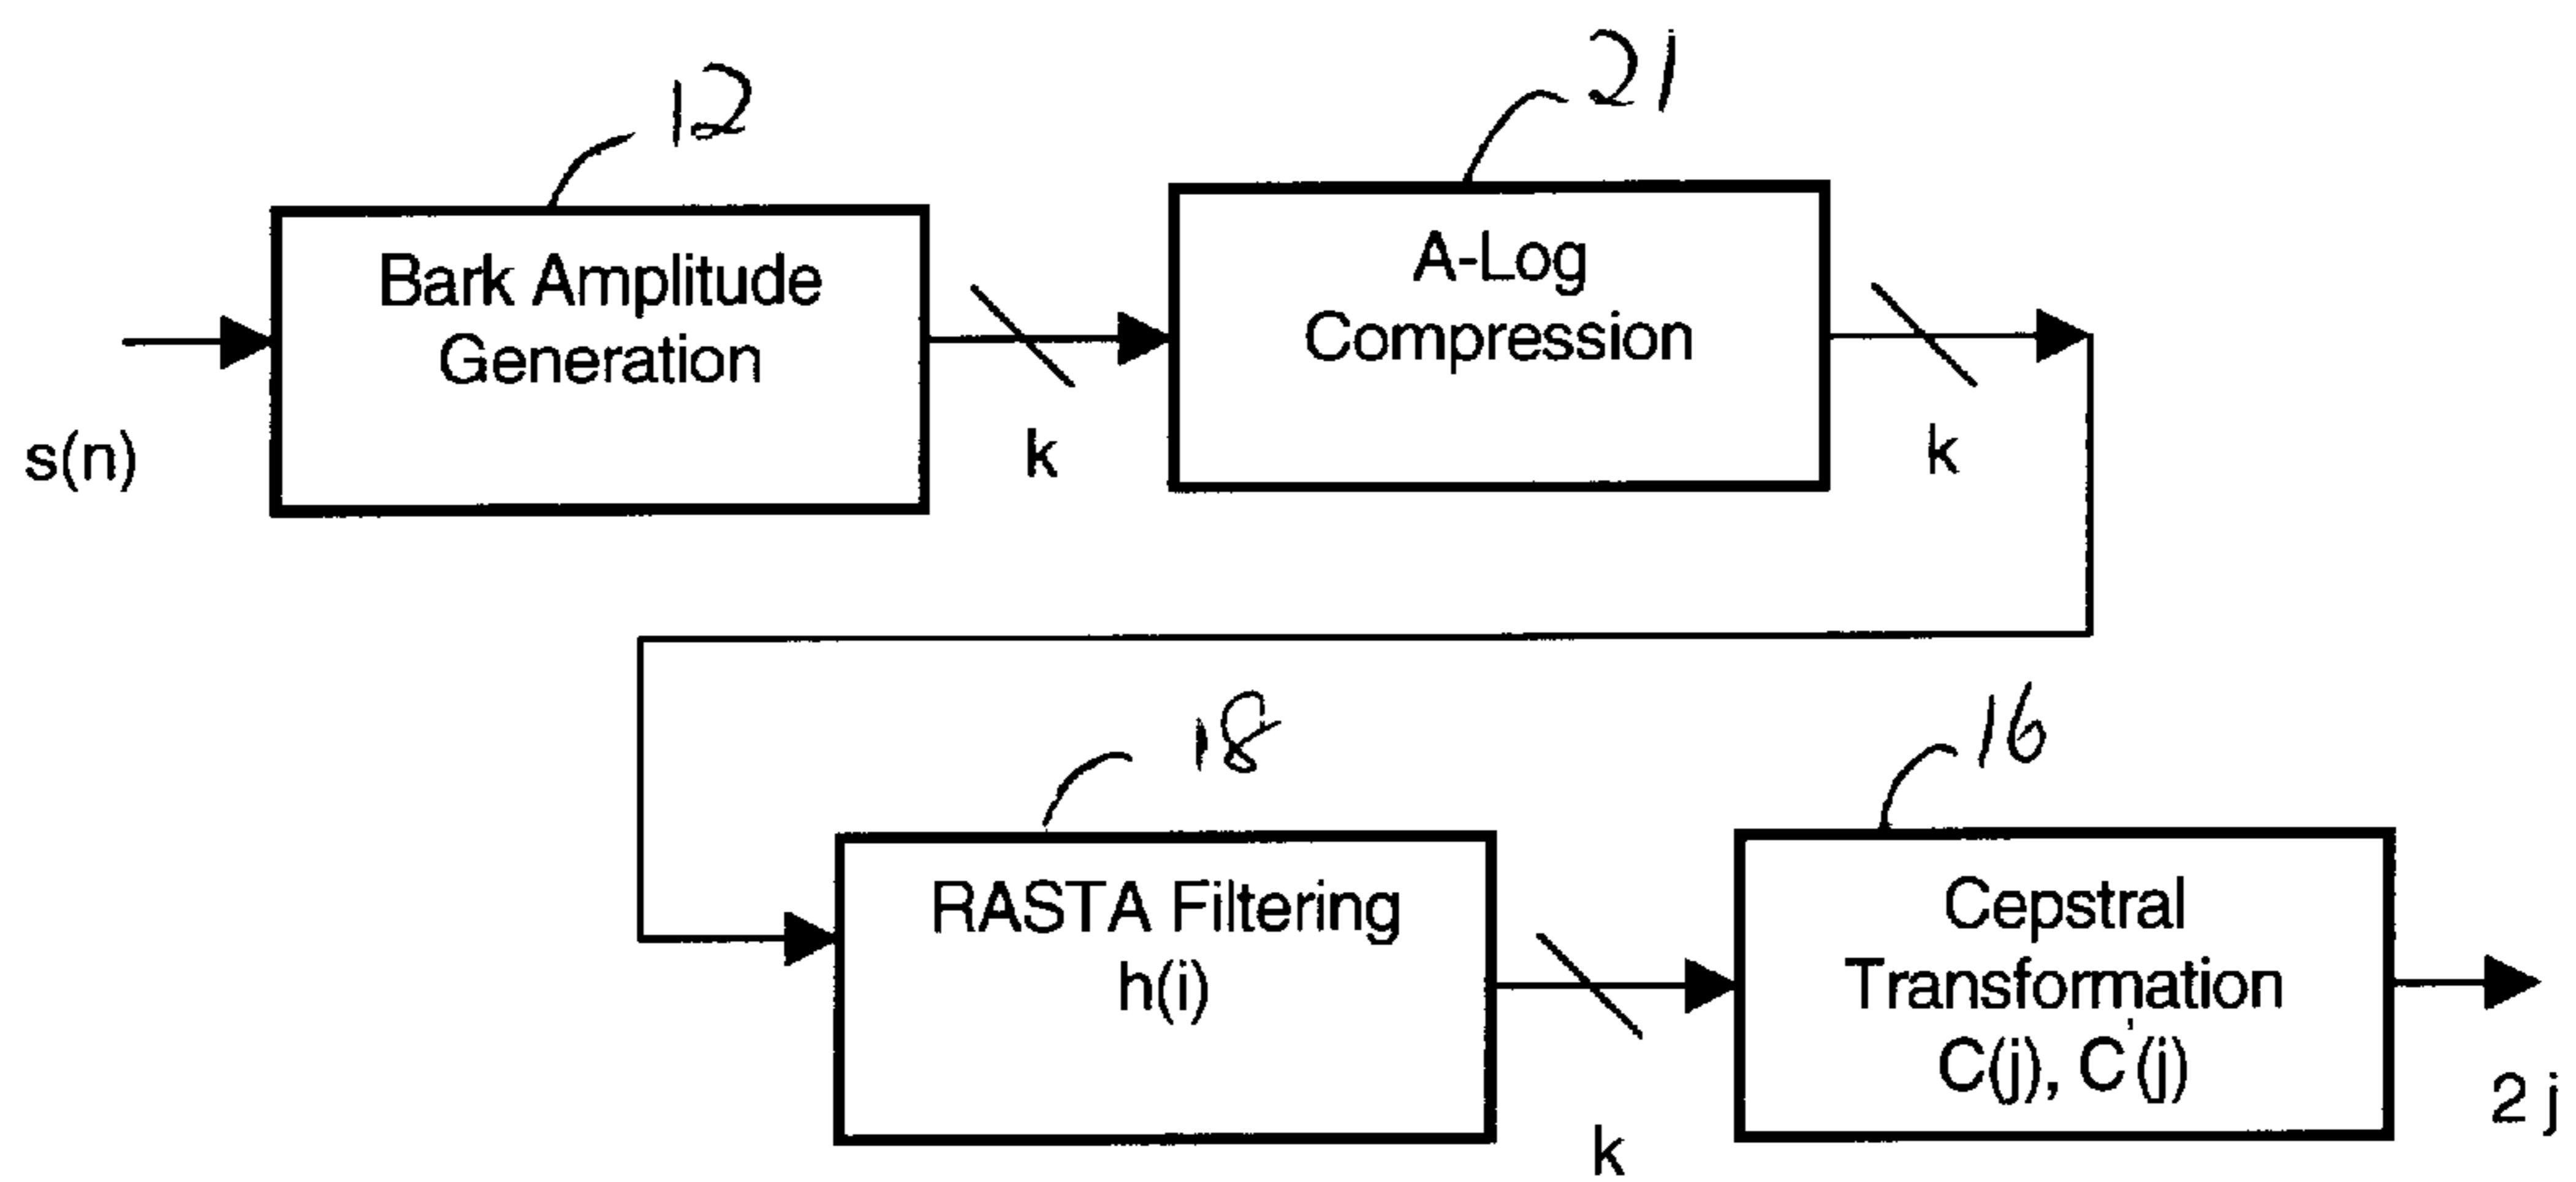 12
21
Bark Amplitude
Generation
A-Log
Compression
s(n)
k
k
18
16
RASTA Filtering
h(i)
Cepstral
Transformation
C(j), C'(j)
k
2 j